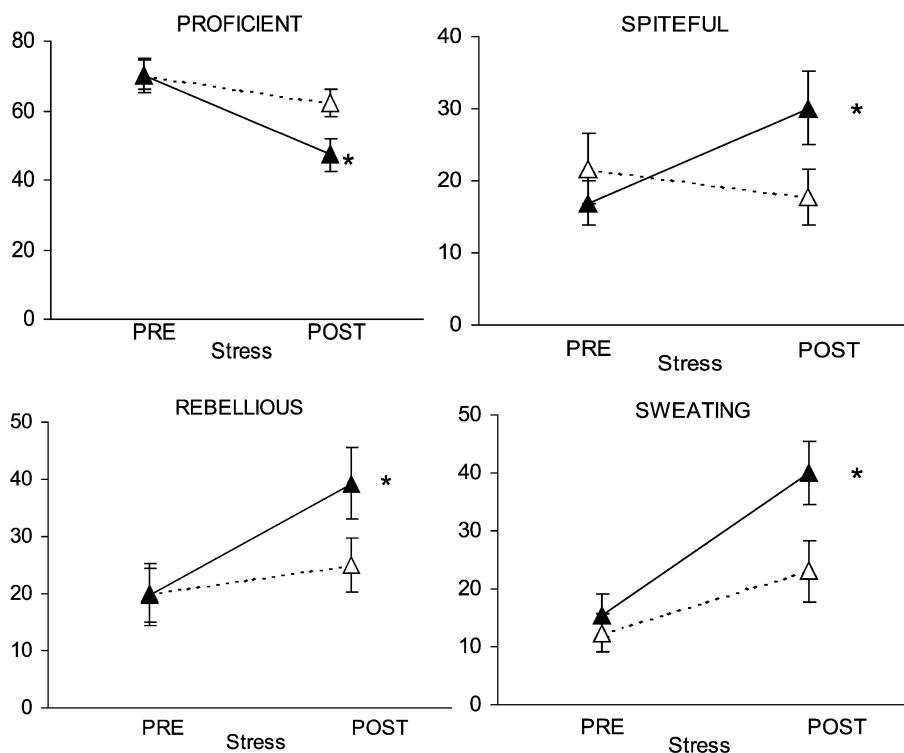 PROFICIENT
80
60
40
20
0
PRE
POST
Stress
*
SPITEFUL
40
30
20
10
0
PRE
POST
Stress
*
REBELLIOUS
50
40
30
20
10
0
PRE
POST
Stress
*
SWEATING
50
40
30
20
10
0
PRE
POST
Stress
*